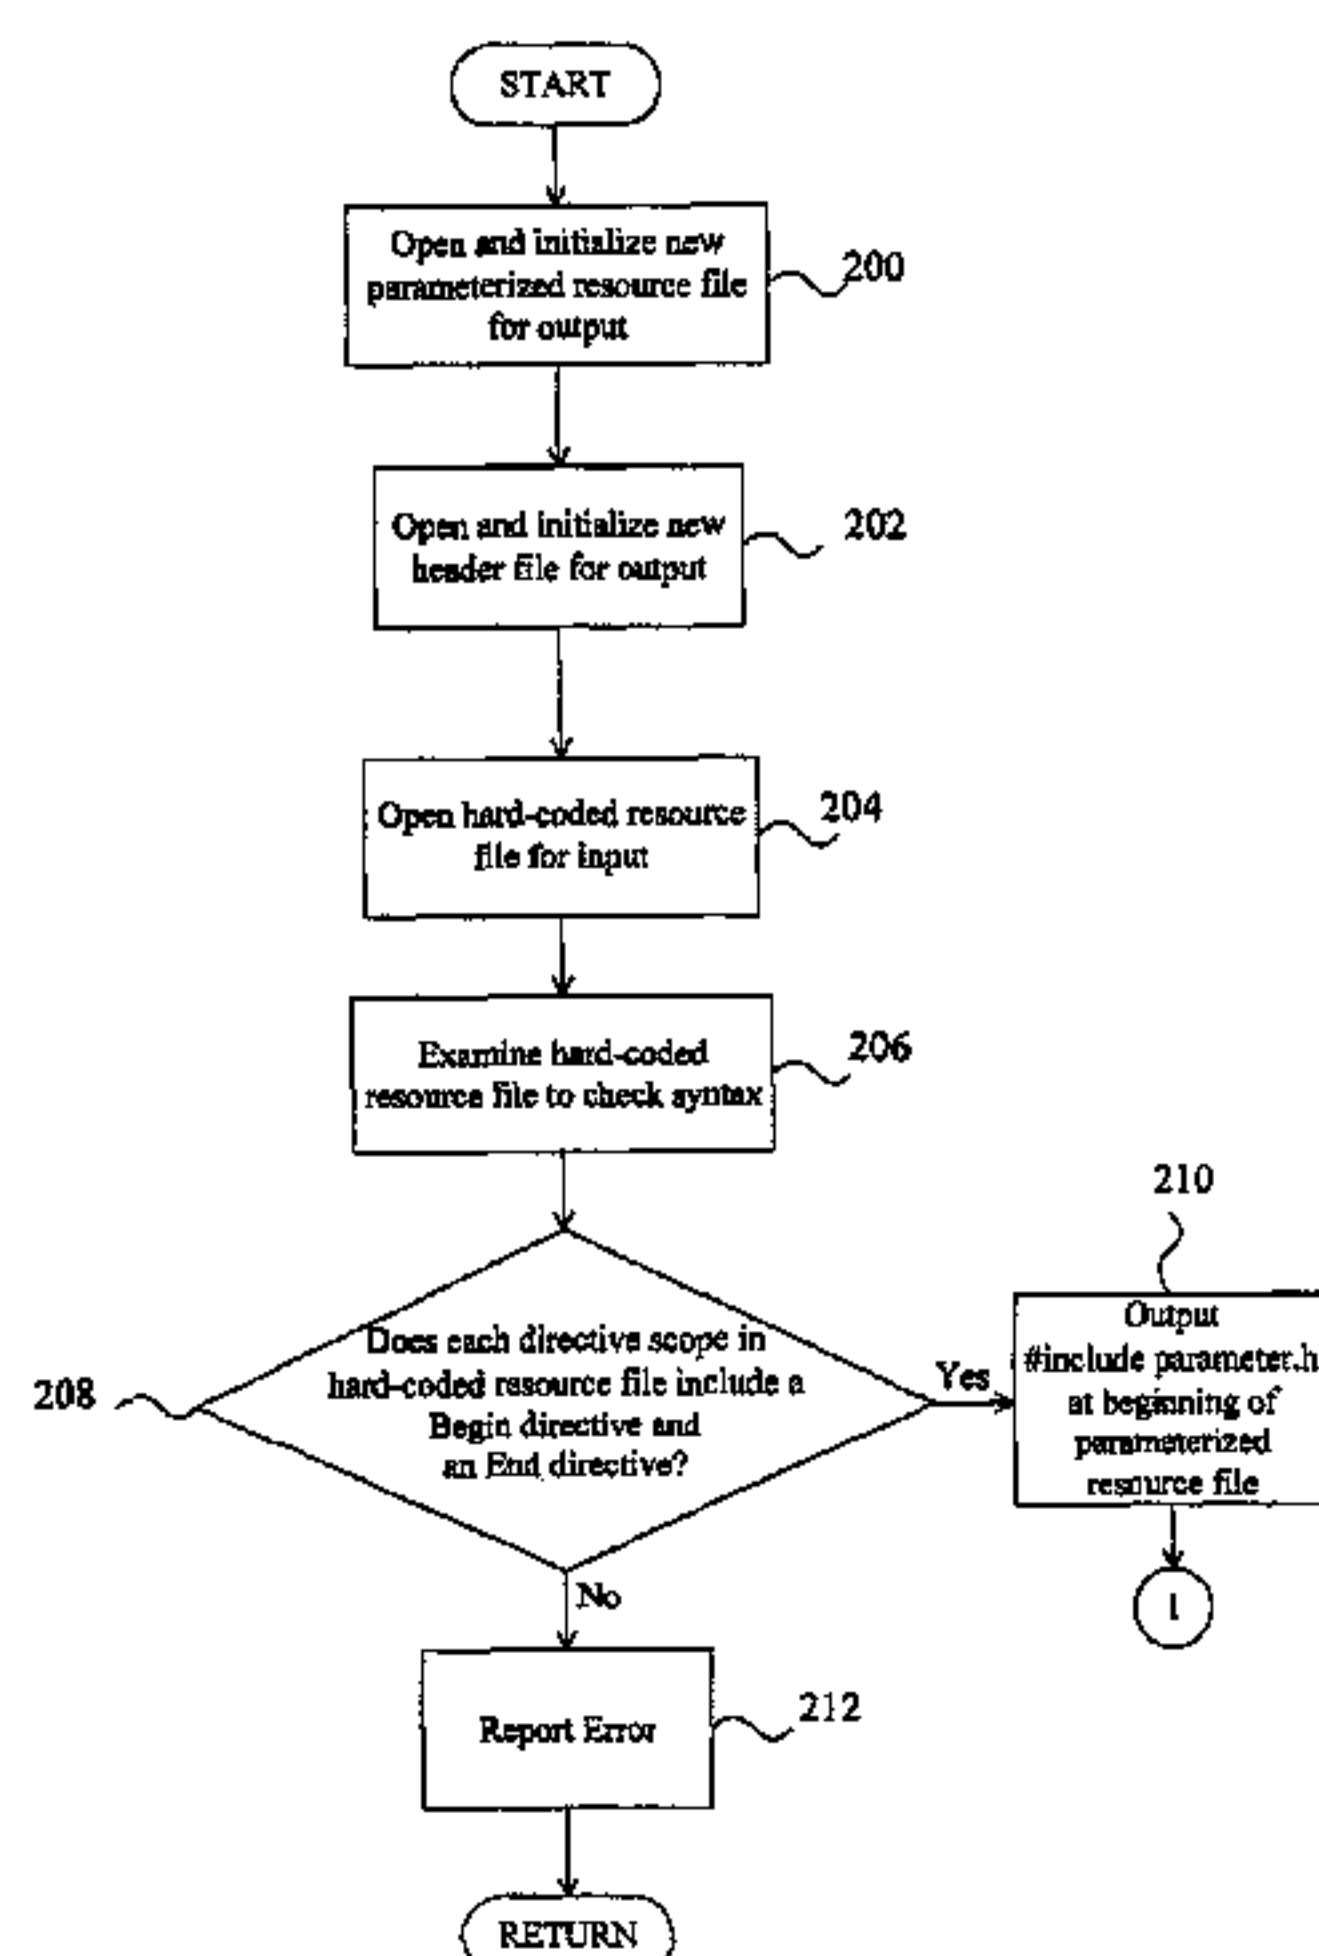 START
Open and initialize new
parameterized resource file
for output
200
Open and initialize new
header file for output
202
Open hard-coded resource
file for input
204
Examine hard-coded
resource file to check syntax
206
Does each directive scope in
hard-coded resource file include a
Begin directive and
an End directive?
208
Yes
210
Output
#include parameter.h
at beginning of
parameterized
resource file
1
No
Report Error
212
RETURN